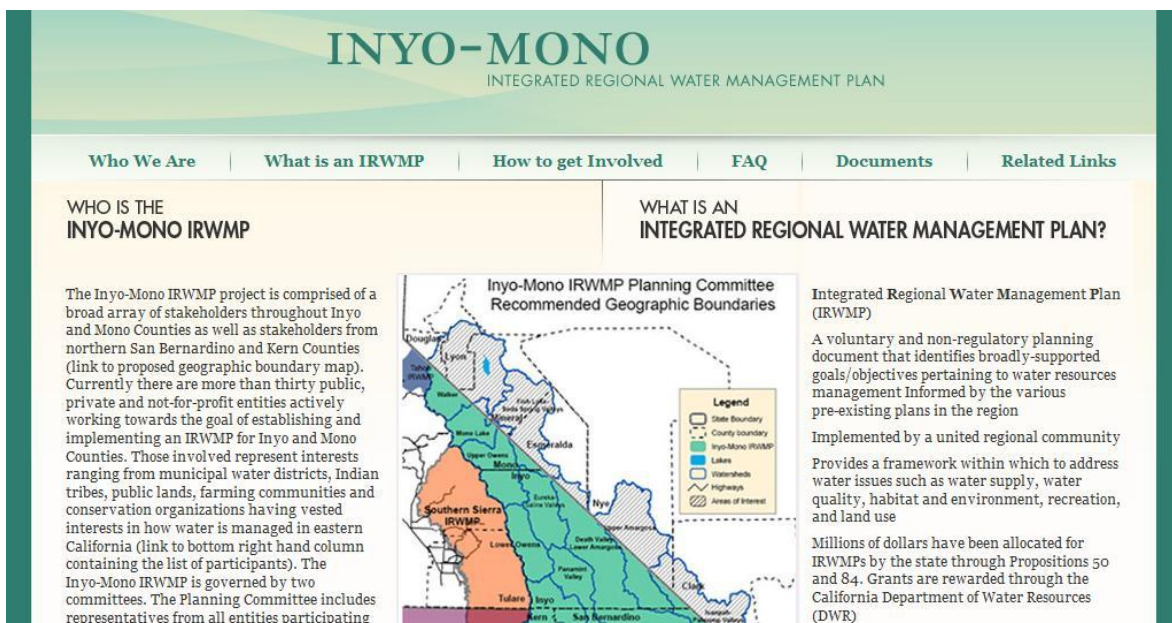 INYO-MONO
INTEGRATED REGIONAL WATER MANAGEMENT PLAN
Who We Are
What is an IRWMP
How to get Involved
FAQ
Documents
Related Links
WHO IS THE
INYO-MONO IRWMP
The Inyo-Mono IRWMP project is comprised of a
broad array of stakeholders throughout Inyo
and Mono Counties as well as stakeholders from
northern San Bernardino and Kern Counties
(link to proposed geographic boundary map).
Currently there are more than thirty public,
private and not-for-profit entities actively
working towards the goal of establishing and
implementing an IRWMP for Inyo and Mono
Counties. Those involved represent interests
ranging from municipal water districts, Indian
tribes, public lands, farming communities and
conservation organizations having vested
interests in how water is managed in eastern
California (link to bottom right hand column
containing the list of participants). The
Inyo-Mono IRWMP is governed by two
committees. The Planning Committee includes
representatives from all entities participating
Inyo-Mono IRWMP Planning Committee
Recommended Geographic Boundaries
Douglas
Lyon
Tahoe
IRWMP
Walker
Mineral
Mono Lake
Esmeralda
Upper Owens
Mono
Inyo
Nye
Southern Sierra
IRWMP
Upper Amargosa
Lower Owens
Death Valley
Lower Amargosa
Panamint
Valley
Clark
Tulare
Inyo
Kern
San Bernardino
Legend
State Boundary
County boundary
Inyo-Mono IRWMP
Lakes
Watersheds
Highways
Areas of Interest
WHAT IS AN
INTEGRATED REGIONAL WATER MANAGEMENT PLAN?
Integrated Regional Water Management Plan
(IRWMP)
A voluntary and non-regulatory planning
document that identifies broadly-supported
goals/objectives pertaining to water resources
management Informed by the various
pre-existing plans in the region
Implemented by a united regional community
Provides a framework within which to address
water issues such as water supply, water
quality, habitat and environment, recreation,
and land use
Millions of dollars have been allocated for
IRWMPs by the state through Propositions 50
and 84. Grants are rewarded through the
California Department of Water Resources
(DWR)